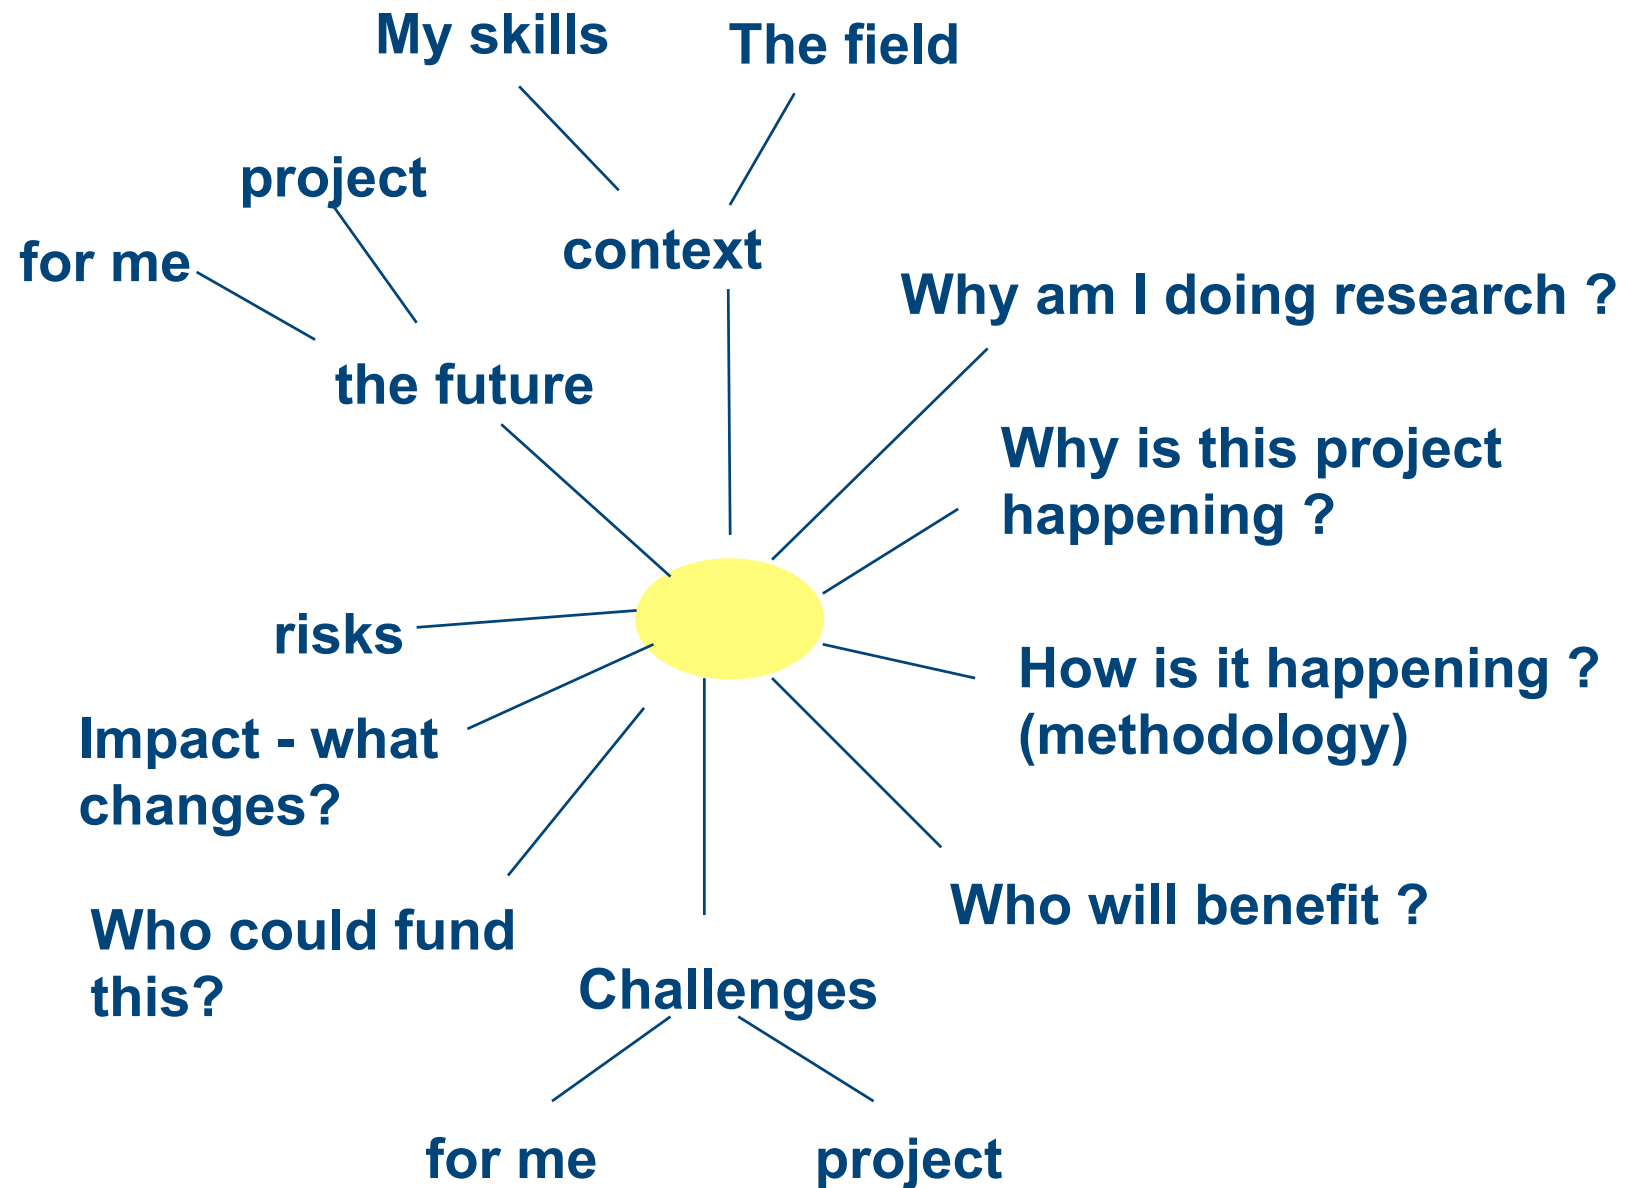 My skills
The field
project
for me
context
Why am I doing research ?
the future
Why is this project
happening ?
risks
How is it happening ?
(methodology)
Impact - what
changes?
Who will benefit ?
Who could fund
this?
Challenges
for me
project